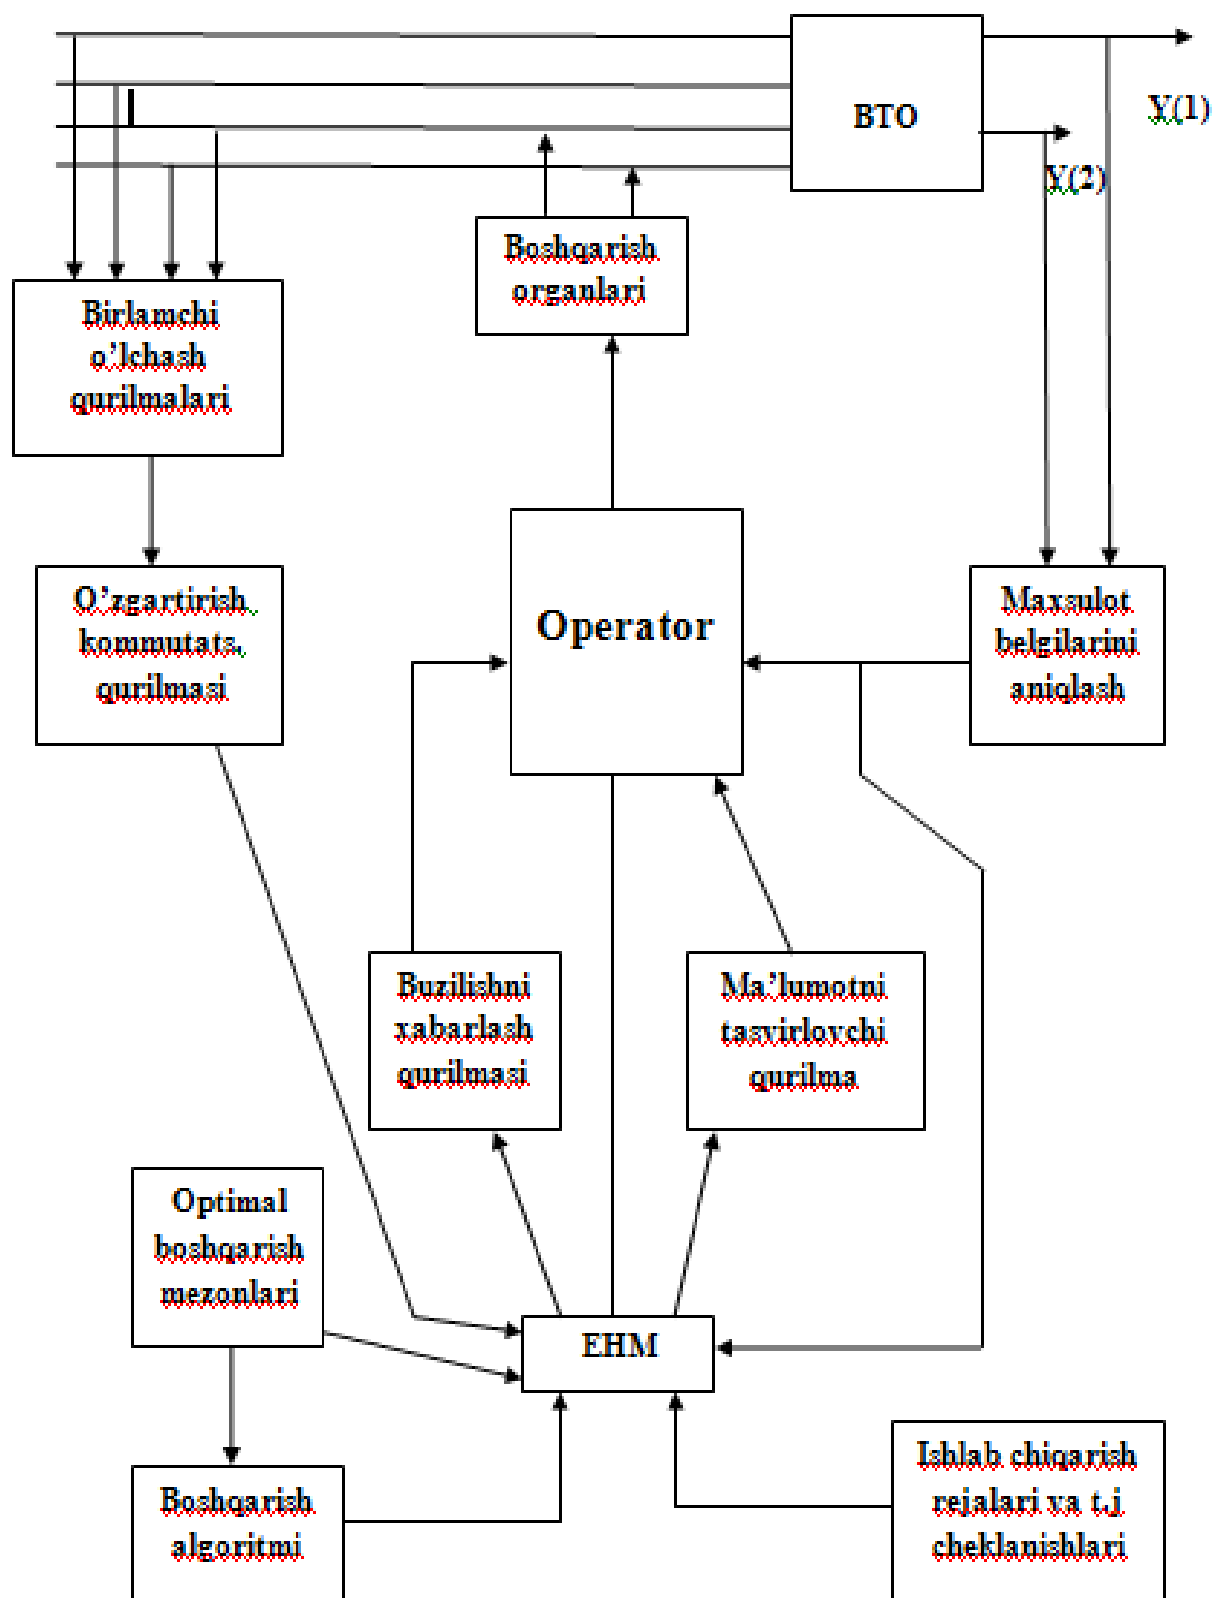 BTO
Y(1)
Y(2)
Boshqarish
organlari
Birlamchi
o’lchash
qurilmalari
O’zgartirish
kommutats.
qurilmasi
Operator
Maxsulot
belgilarini
aniqlash
Buzilishni
xabarlash
qurilmasi
Ma’lumotni
tasvirlovchi
qurilma
Optimal
boshqarish
mezonlari
EHM
Boshqarish
algoritmi
Ishlab chiqarish
rejalari va t.j
cheklanishlari